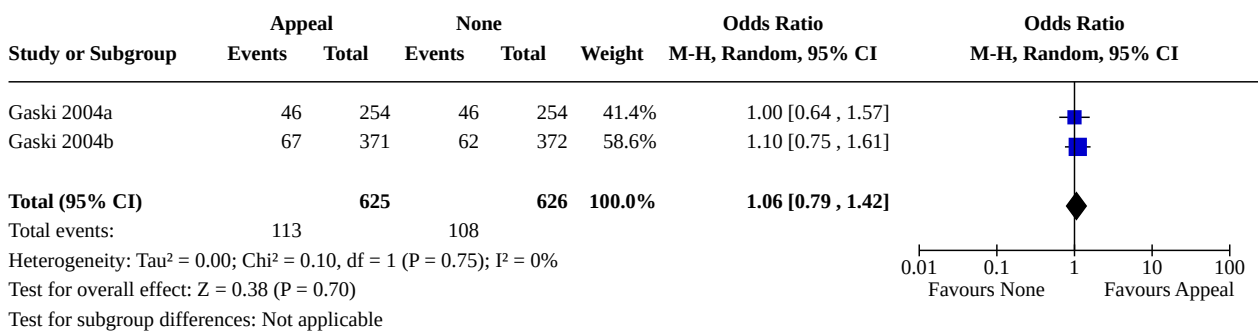 Appeal None Odds Ratio Odds Ratio
Study or Subgroup Events Total Events Total Weight M-H, Random, 95% CI M-H, Random, 95% CI
Gaski 2004a 46 254 46 254 41.4% 1.00 [0.64 , 1.57]
Gaski 2004b 67 371 62 372 58.6% 1.10 [0.75 , 1.61]
Total (95% CI) 625 626 100.0% 1.06 [0.79 , 1.42]
Total events: 113 108
Heterogeneity: Tau² = 0.00; Chi² = 0.10, df = 1 (P = 0.75); I² = 0%
0.01 0.1 1 10 100
Test for overall effect: Z = 0.38 (P = 0.70) Favours None Favours Appeal
Test for subgroup differences: Not applicable